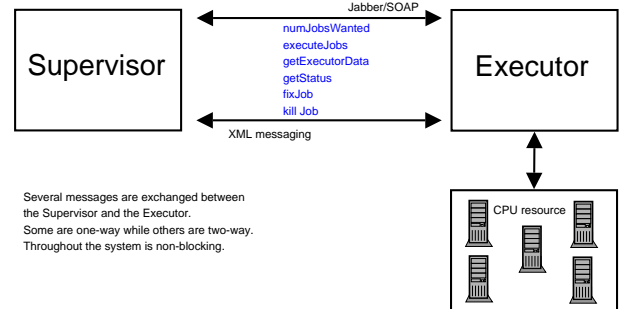 Jabber/SOAP
Supervisor
numJobsWanted
executeJobs
getExecutorData
getStatus
fixJob
kill Job
Executor
XML messaging
Several messages are exchanged between
the Supervisor and the Executor.
Some are one-way while others are two-way.
Throughout the system is non-blocking.
CPU resource